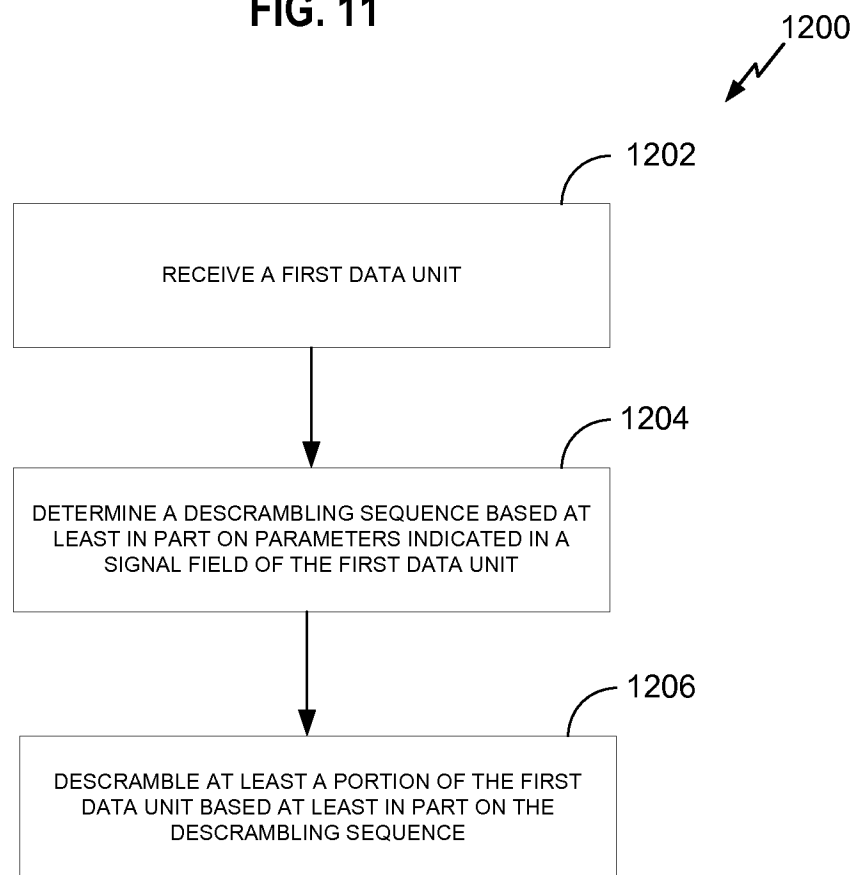 FIG. 11
1200
1202
RECEIVE A FIRST DATA UNIT
1204
DETERMINE A DESCRAMBLING SEQUENCE BASED AT
LEAST IN PART ON PARAMETERS INDICATED IN A
SIGNAL FIELD OF THE FIRST DATA UNIT
1206
DESCRAMBLE AT LEAST A PORTION OF THE FIRST
DATA UNIT BASED AT LEAST IN PART ON THE
DESCRAMBLING SEQUENCE